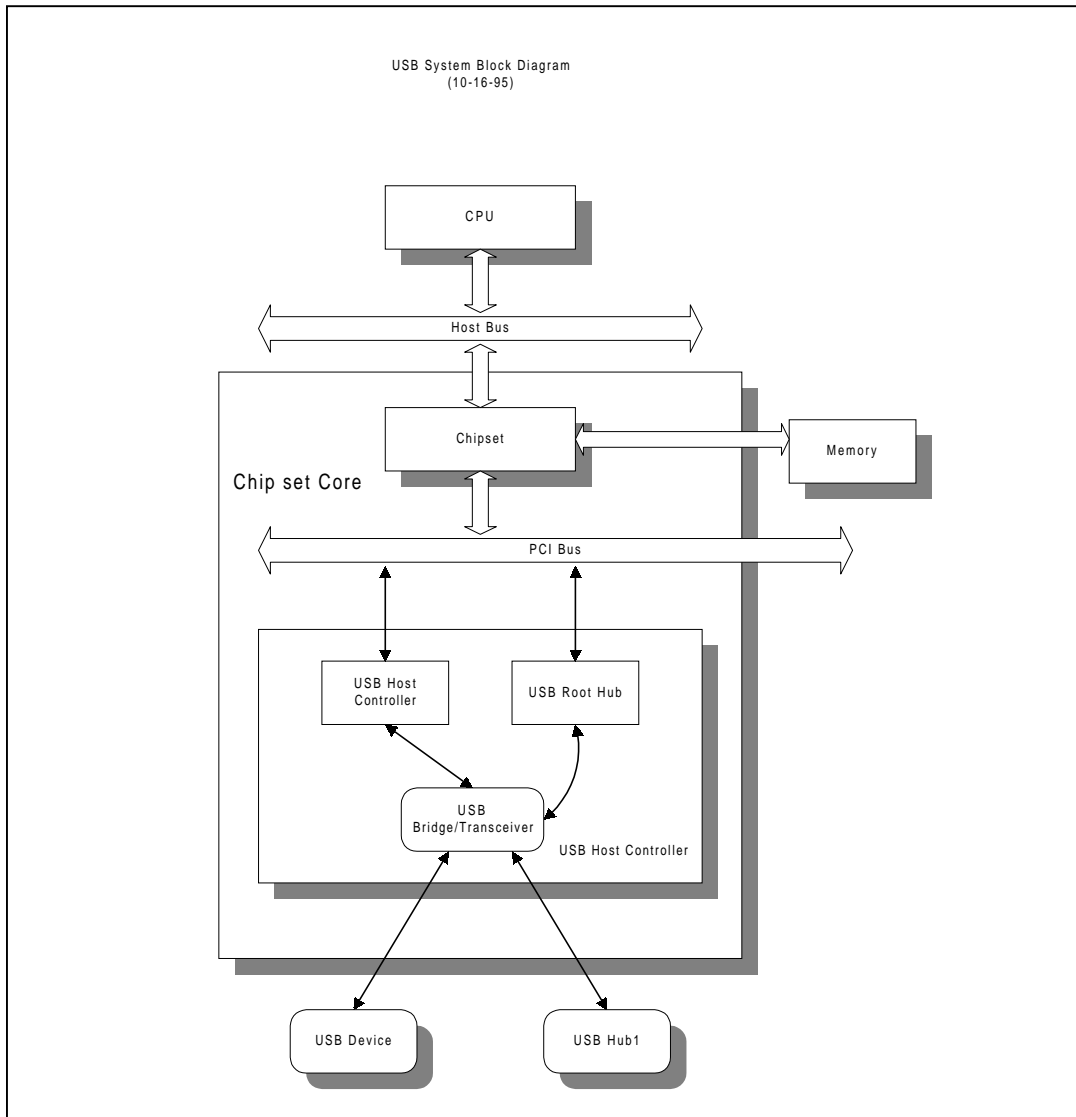 USB System Block Diagram
(10-16-95)
CPU
Host Bus
Chipset
Memory
Chip set Core
PCI Bus
USB Host
Controller
USB Root Hub
USB
Bridge/Transceiver
USB Host Controller
USB Device
USB Hub1